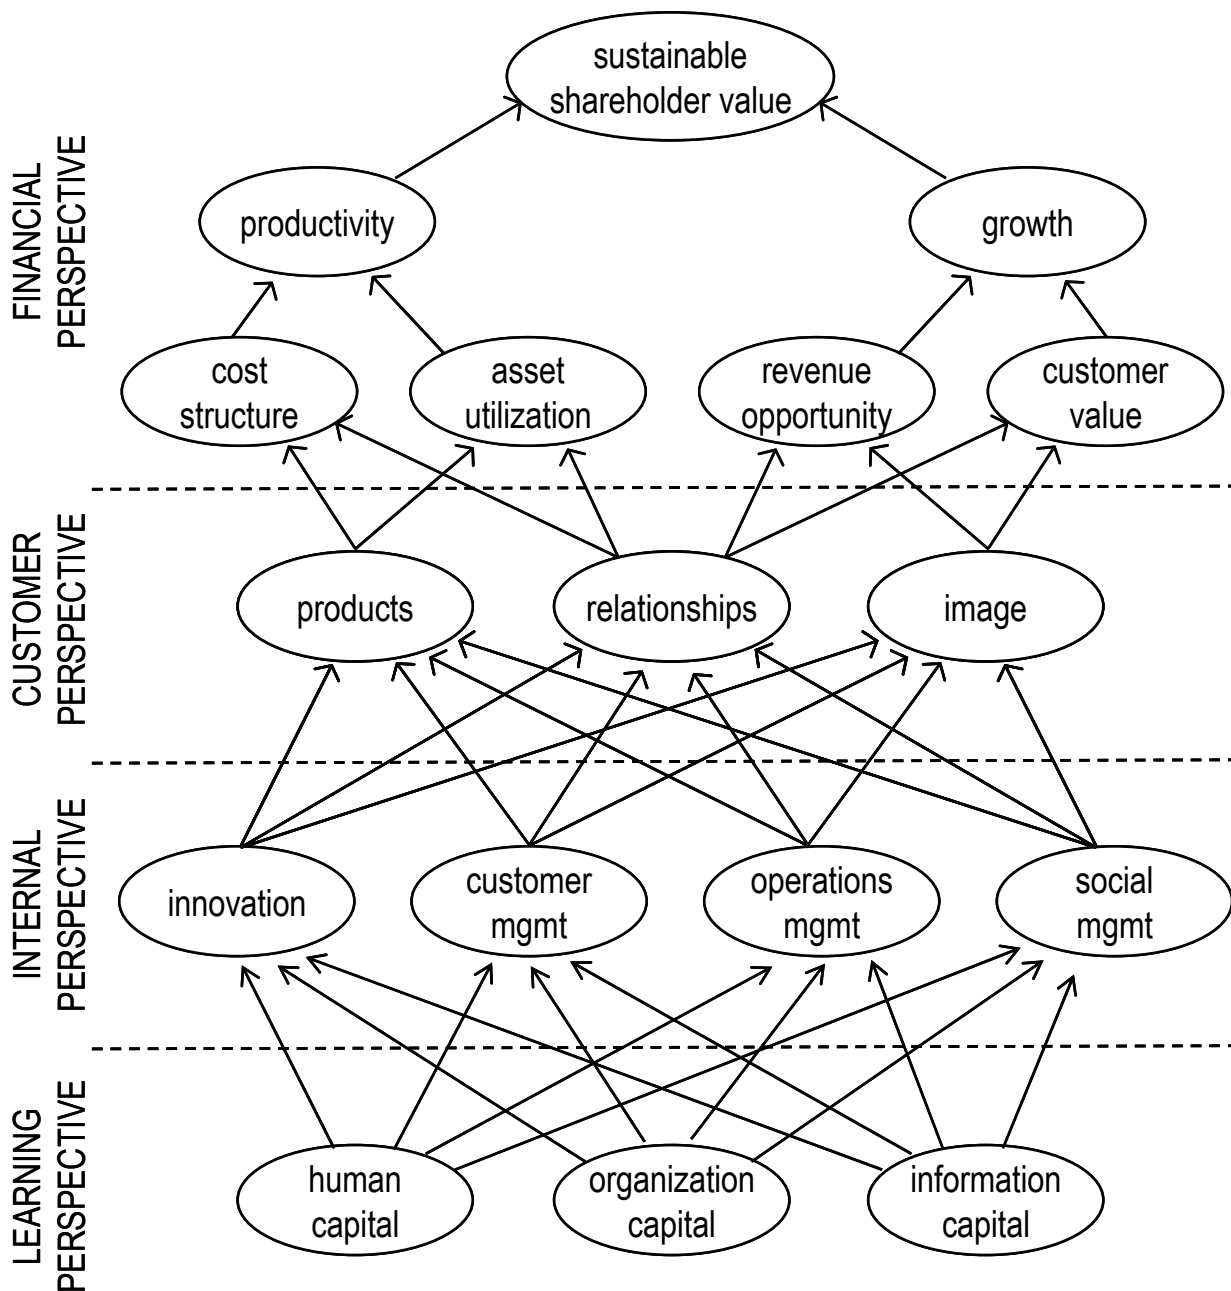 FINANCIAL
PERSPECTIVE
sustainable
shareholder value
productivity
growth
cost
structure
asset
utilization
revenue
opportunity
customer
value
CUSTOMER
PERSPECTIVE
products
relationships
image
INTERNAL
PERSPECTIVE
innovation
customer
mgmt
operations
mgmt
social
mgmt
LEARNING
PERSPECTIVE
human
capital
organization
capital
information
capital